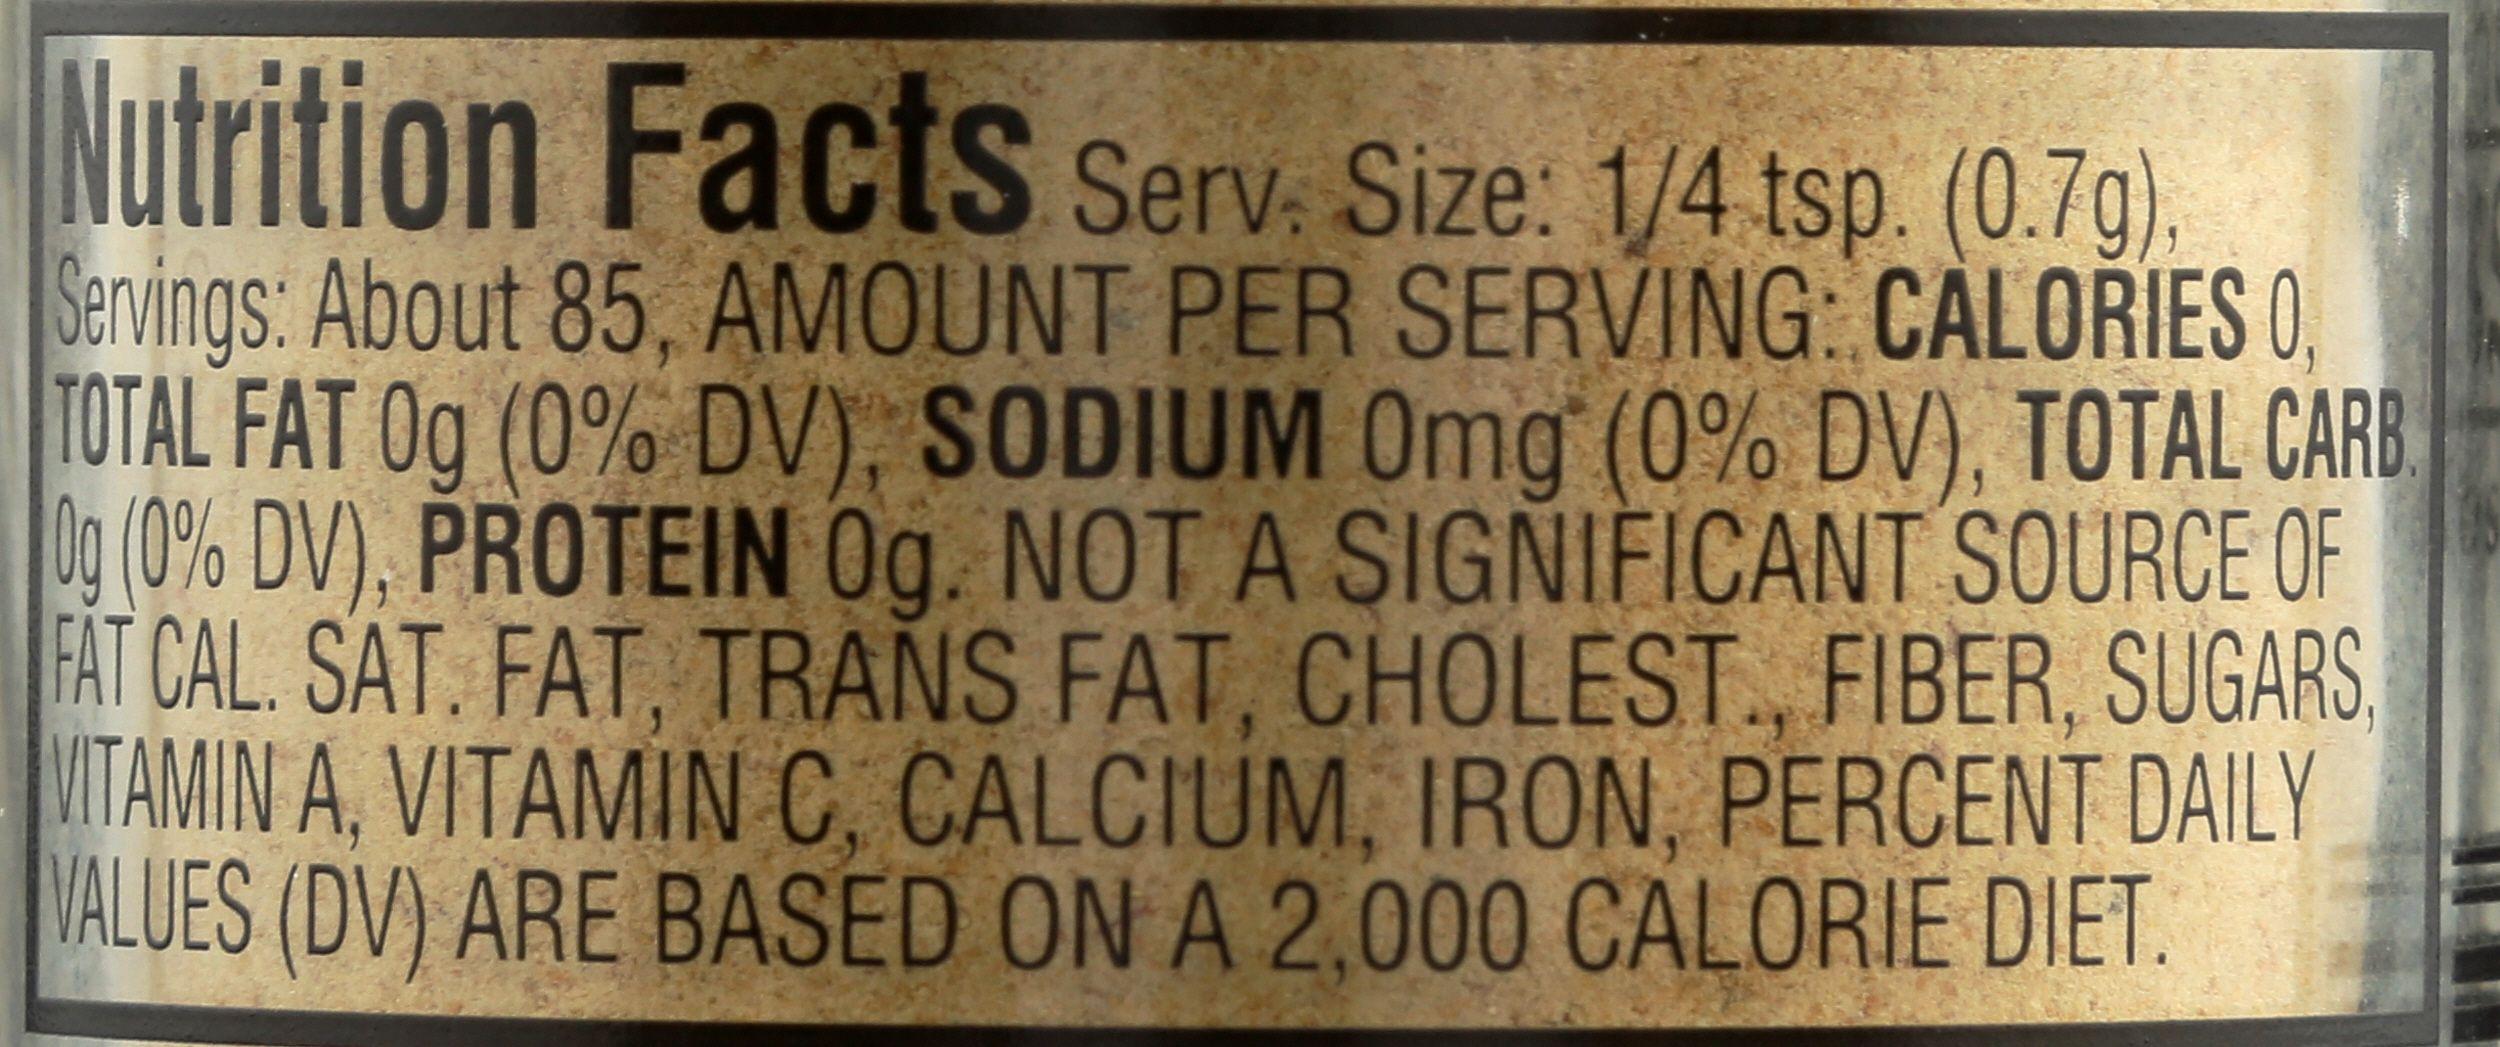 Nutrition Facts Serv. Size: 1/4 tsp. (0.7g),
Servings: About 85, AMOUNT PER SERVING: CALORIES 0,
TOTAL FAT 0g (0% DV), SODIUM 0mg (0% DV), TOTAL CARB.
0g (0% DV), PROTEIN 0g. NOT A SIGNIFICANT SOURCE OF
FAT CAL. SAT. FAT, TRANS FAT, CHOLEST., FIBER, SUGARS,
VITAMIN A, VITAMIN C, CALCIUM, IRON, PERCENT DAILY
VALUES (DV) ARE BASED ON A 2,000 CALORIE DIET.